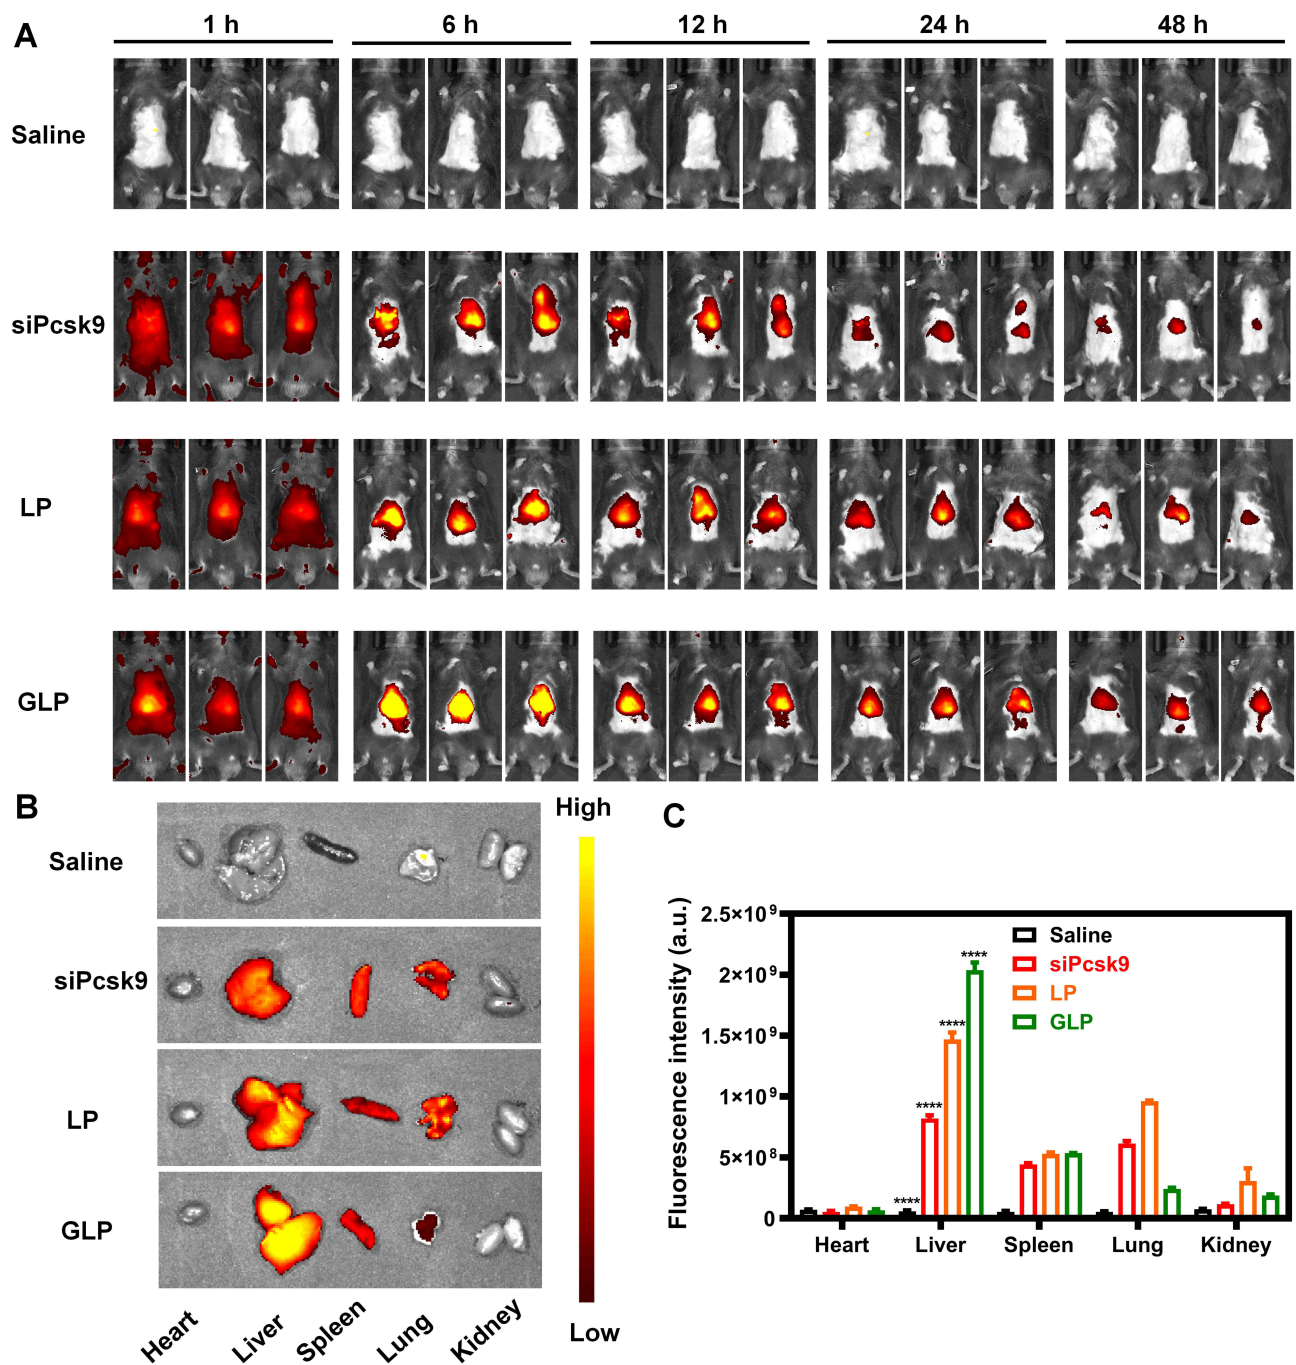 A
1 h 6 h 12 h 24 h 48 h
Saline
siPcsk9
LP
GLP
B
Saline
siPcsk9
LP
GLP
Heart Liver Spleen Lung Kidney
High
Low
C
Fluorescence intensity (a.u.)
2.5×10⁹
2×10⁹
1.5×10⁹
1×10⁹
5×10⁸
0
Saline
siPcsk9
LP
GLP
****
****
****
****
Heart Liver Spleen Lung Kidney